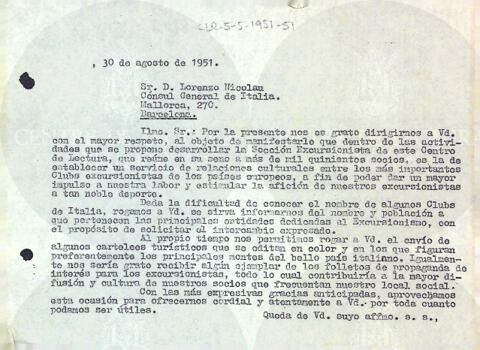 CLR-5-5-1951-51
, 30 de agosto de 1951.
Sr. D. Lorenzo Nicolau
Cónsul General de Italia.
Mallorca, 270.
Barcelona.
Ilmo. Sr.: Por la presente nos es grato dirigirnos a Vd.
con el mayor respeto, al objeto de manifestarle que dentro de las activi-
dades que se propone desarrollar la Sección Excursionista de este Centro
de Lectura, que reune en su seno a más de mil quinientos socios, es la de
establecer un servicio de relaciones culturales entre los más importantes
Clubs excursionistas de los paises europeos, a fin de poder dar un mayor
impulso a nuestra labor y estimular la afición de nuestros excursionistas
a tan noble deporte.
Dada la dificultad de conocer el nombre de algunos Clubs
de Italia, rogamos a Vd. se sirva informarnos del nombre y población a
que pertenecen las principales entidades dedicadas al Excursionismo, con
el propósito de solicitar el intercambio expresado.
Al propio tiempo nos permitimos rogar a Vd. el envio de
algunos carteles turísticos que se editan en color y en los que figuran
preferentemente los principales montes del bello país italiano. Igualmen-
te nos sería grato recibir algún ejemplar de los folletos de propaganda de
interés para los excursionistas, todo lo cual contribuiría a la mayor di-
fusión y cultura de nuestros socios que frecuentan nuestro local social.
Con las más expresivas gracias anticipadas, aprovechamos
esta ocasión para ofrecernos cordial y atentamente a Vd. por toda cuanto
podamos ser útiles.
Queda de Vd. suyo affmo. s. s.,